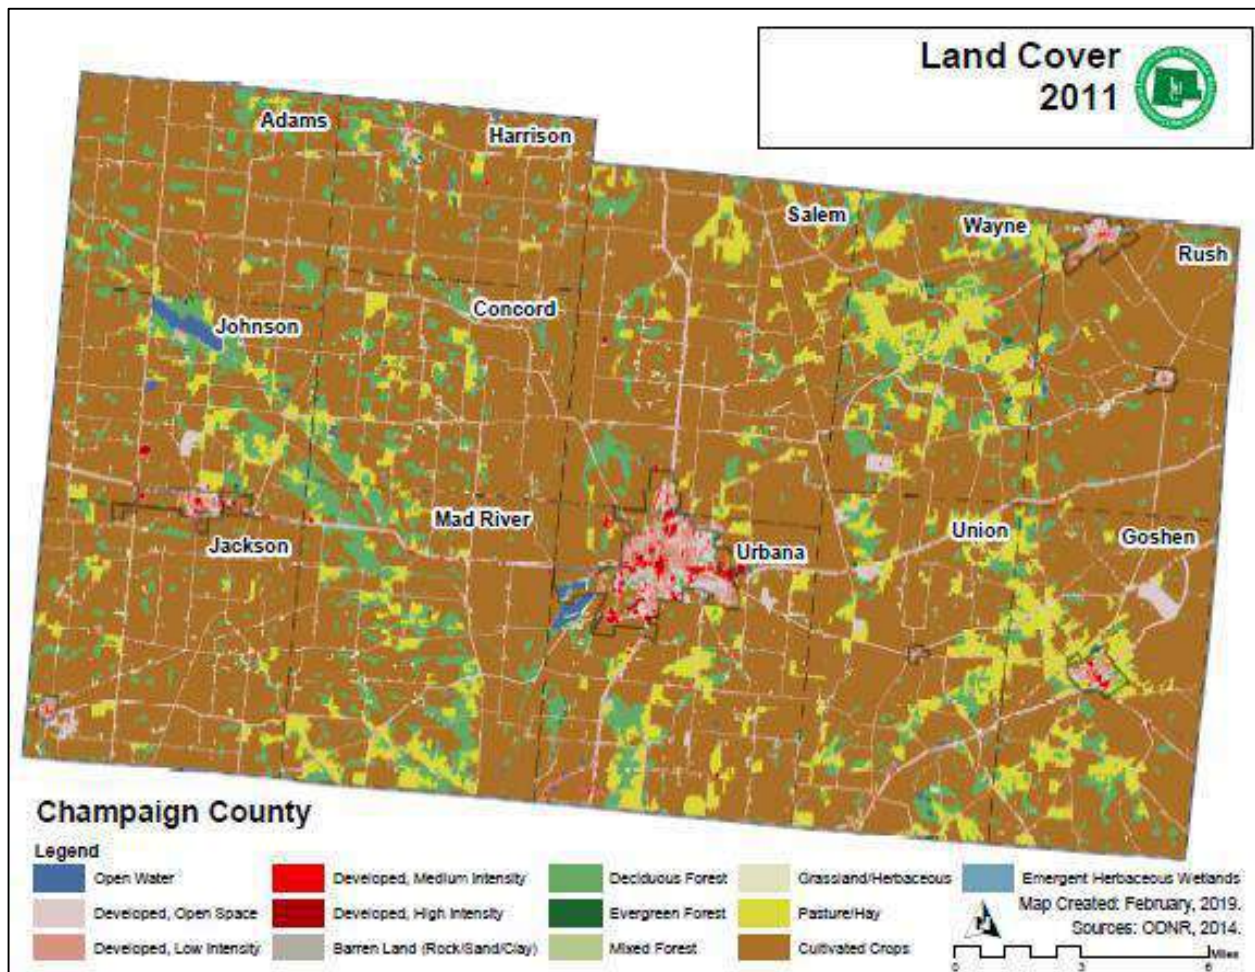 Land Cover
2011
Adams
Harrison
Salem
Wayne
Rush
Concord
Johnson
Mad River
Jackson
Urbana
Union
Goshen
Champaign County
Legend
Open Water
Developed, Medium Intensity
Deciduous Forest
Grassland/Herbaceous
Emergent Herbaceous Wetlands
Developed, Open Space
Developed, High Intensity
Evergreen Forest
Pasture/Hay
Map Created: February, 2019.
Sources: ODNR, 2014.
Developed, Low Intensity
Barren Land (Rock/Sand/Clay)
Mixed Forest
Cultivated Crops
Miles
0 3 6